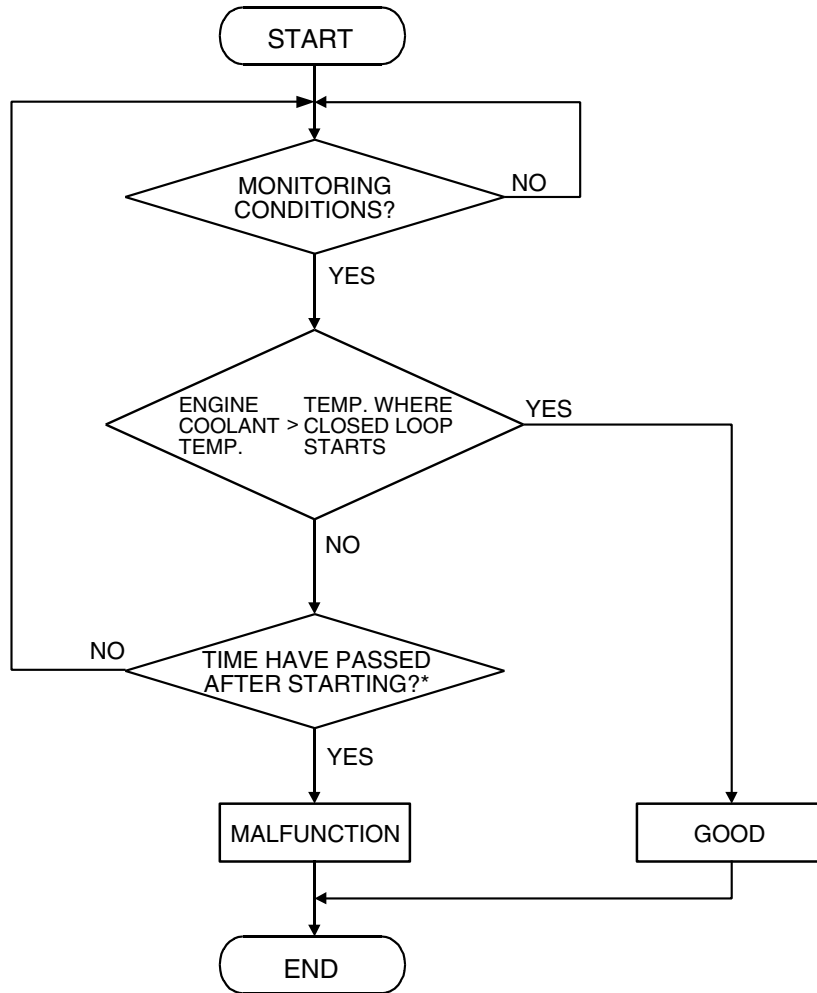 START
MONITORING
CONDITIONS?
NO
YES
ENGINE
COOLANT
TEMP.
>
TEMP. WHERE
CLOSED LOOP
STARTS
YES
NO
NO
TIME HAVE PASSED
AFTER STARTING?*
YES
MALFUNCTION
GOOD
END